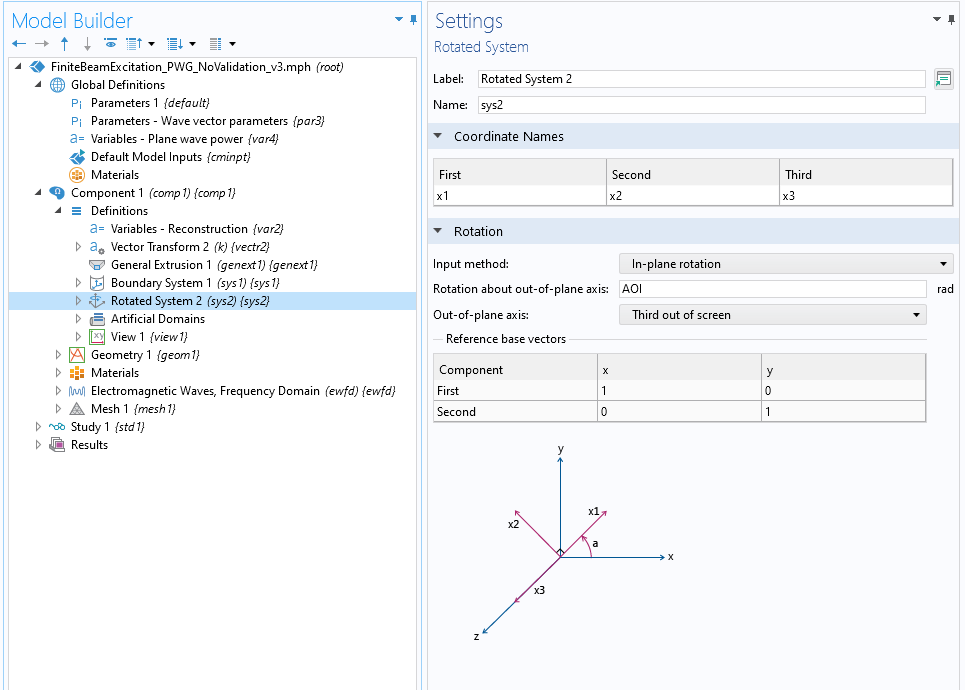 Model Builder
FiniteBeamExcitation_PWG_NoValidation_v3.mph (root)
Global Definitions
Pi Parameters 1 {default}
Pi Parameters - Wave vector parameters {par3}
a= Variables - Plane wave power {var4}
Default Model Inputs {cminpt}
Materials
Component 1 (comp1) {comp1}
Definitions
a= Variables - Reconstruction {var2}
a Vector Transform 2 (k) {vectr2}
General Extrusion 1 (genext1) {genext1}
Boundary System 1 (sys1) {sys1}
Rotated System 2 (sys2) {sys2}
Artificial Domains
xy View 1 {view1}
Geometry 1 {geom1}
Materials
Electromagnetic Waves, Frequency Domain (ewfd) {ewfd}
Mesh 1 {mesh1}
Study 1 {std1}
Results
Settings
Rotated System
Label: Rotated System 2
Name: sys2
Coordinate Names
First Second Third
x1 x2 x3
Rotation
Input method: In-plane rotation
Rotation about out-of-plane axis: AOI rad
Out-of-plane axis: Third out of screen
Reference base vectors
Component x y
First 1 0
Second 0 1
y
x2 x1
a
x
x3
z